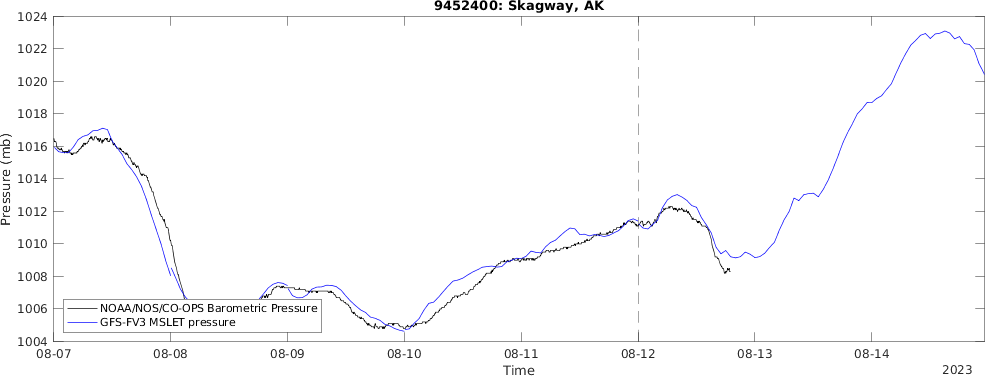 9452400: Skagway, AK
1024
1022
1020
1018
1016
1014
1012
1010
1008
1006
1004
Pressure (mb)
NOAA/NOS/CO-OPS Barometric Pressure
GFS-FV3 MSLET pressure
08-07 08-08 08-09 08-10 08-11 08-12 08-13 08-14
Time
2023